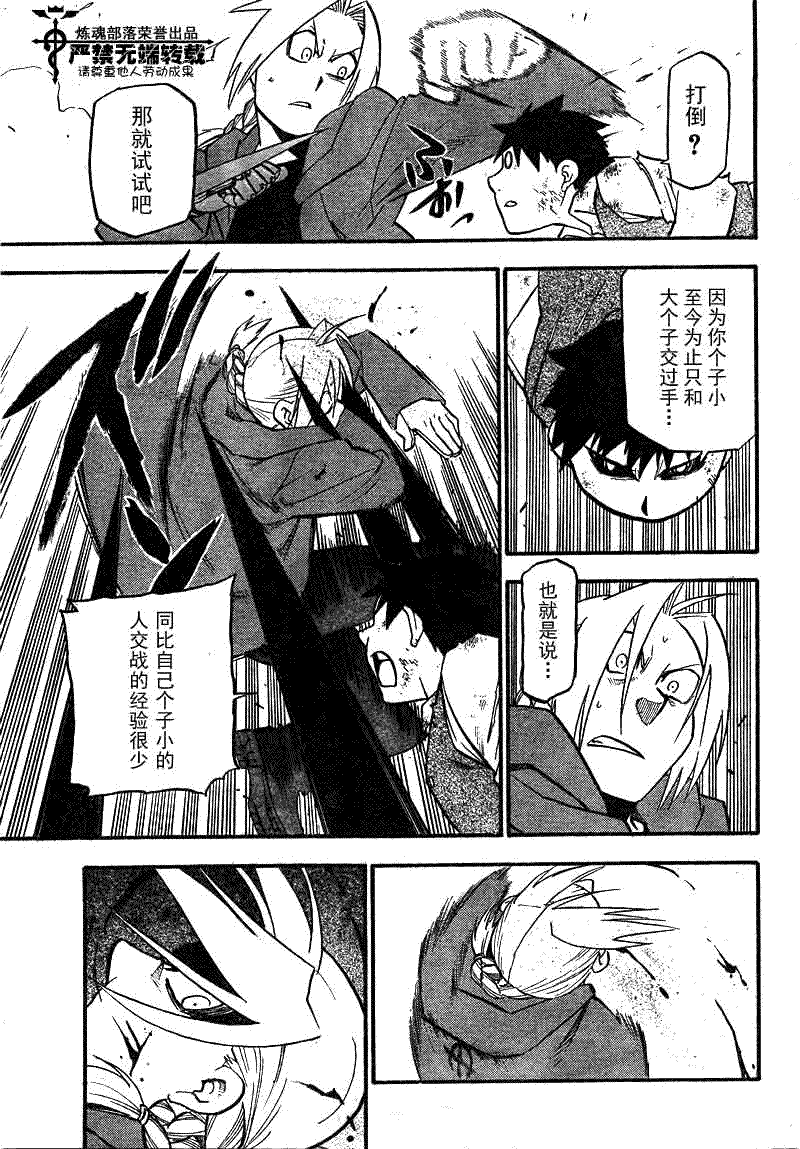 炼魂部落荣誉出品
严禁无端转载
请尊重他人劳动成果
打倒？
那就试试吧
ふお
因为你个子小
至今为止只和
大个子交过手…
也就是说…
同比自己个子小的
人交战的经验很少